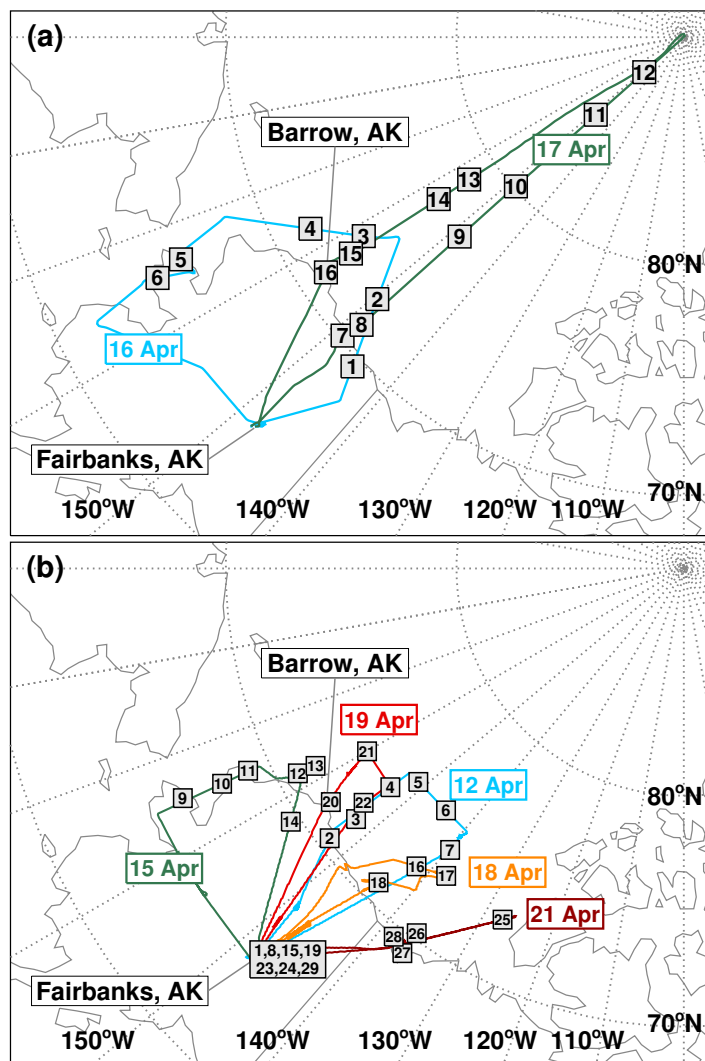 (a)
12
11
Barrow, AK
17 Apr
13
10
14
4
3
9
15
5
16
6
80°N
2
8
7
16 Apr
1
Fairbanks, AK
70°N
150°W 140°W 130°W 120°W 110°W
(b)
Barrow, AK
19 Apr
21
13
12
11
10
5
12 Apr
4
9
20
22
80°N
6
3
14
2
7
15 Apr
16
18 Apr
17
18
21 Apr
25
26
28
1,8,15,19
27
23,24,29
Fairbanks, AK
70°N
150°W 140°W 130°W 120°W 110°W